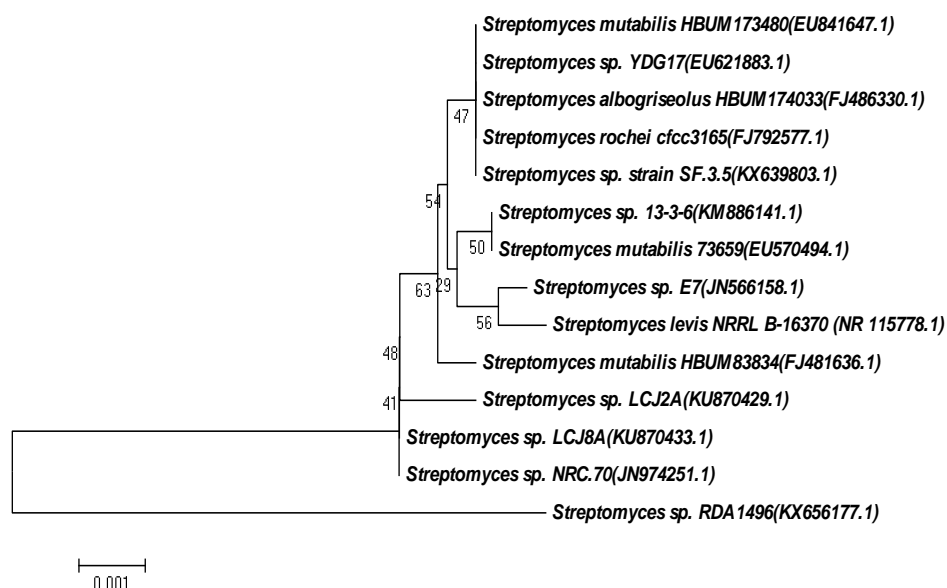 Streptomyces mutabilis HBUM173480(EU841647.1)
Streptomyces sp. YDG17(EU621883.1)
Streptomyces albogriseolus HBUM174033(FJ486330.1)
47
Streptomyces rochei cfcc3165(FJ792577.1)
Streptomyces sp. strain SF.3.5(KX639803.1)
54
Streptomyces sp. 13-3-6(KM886141.1)
50
Streptomyces mutabilis 73659(EU570494.1)
63
29
Streptomyces sp. E7(JN566158.1)
56
Streptomyces levis NRRL B-16370 (NR 115778.1)
48
Streptomyces mutabilis HBUM83834(FJ481636.1)
41
Streptomyces sp. LCJ2A(KU870429.1)
Streptomyces sp. LCJ8A(KU870433.1)
Streptomyces sp. NRC.70(JN974251.1)
Streptomyces sp. RDA1496(KX656177.1)
0.001